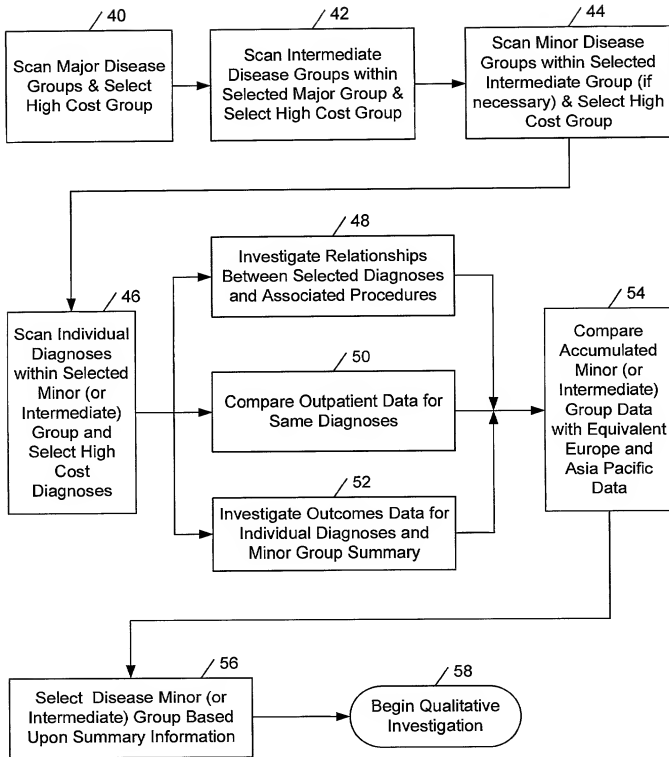 40
Scan Major Disease
Groups & Select
High Cost Group
42
Scan Intermediate
Disease Groups within
Selected Major Group &
Select High Cost Group
44
Scan Minor Disease
Groups within Selected
Intermediate Group (if
necessary) & Select High
Cost Group
46
Scan Individual
Diagnoses
within Selected
Minor (or
Intermediate)
Group and
Select High
Cost
Diagnoses
48
Investigate Relationships
Between Selected Diagnoses
and Associated Procedures
50
Compare Outpatient Data for
Same Diagnoses
52
Investigate Outcomes Data for
Individual Diagnoses and
Minor Group Summary
54
Compare
Accumulated
Minor (or
Intermediate)
Group Data
with Equivalent
Europe and
Asia Pacific
Data
56
Select Disease Minor (or
Intermediate) Group Based
Upon Summary Information
58
Begin Qualitative
Investigation